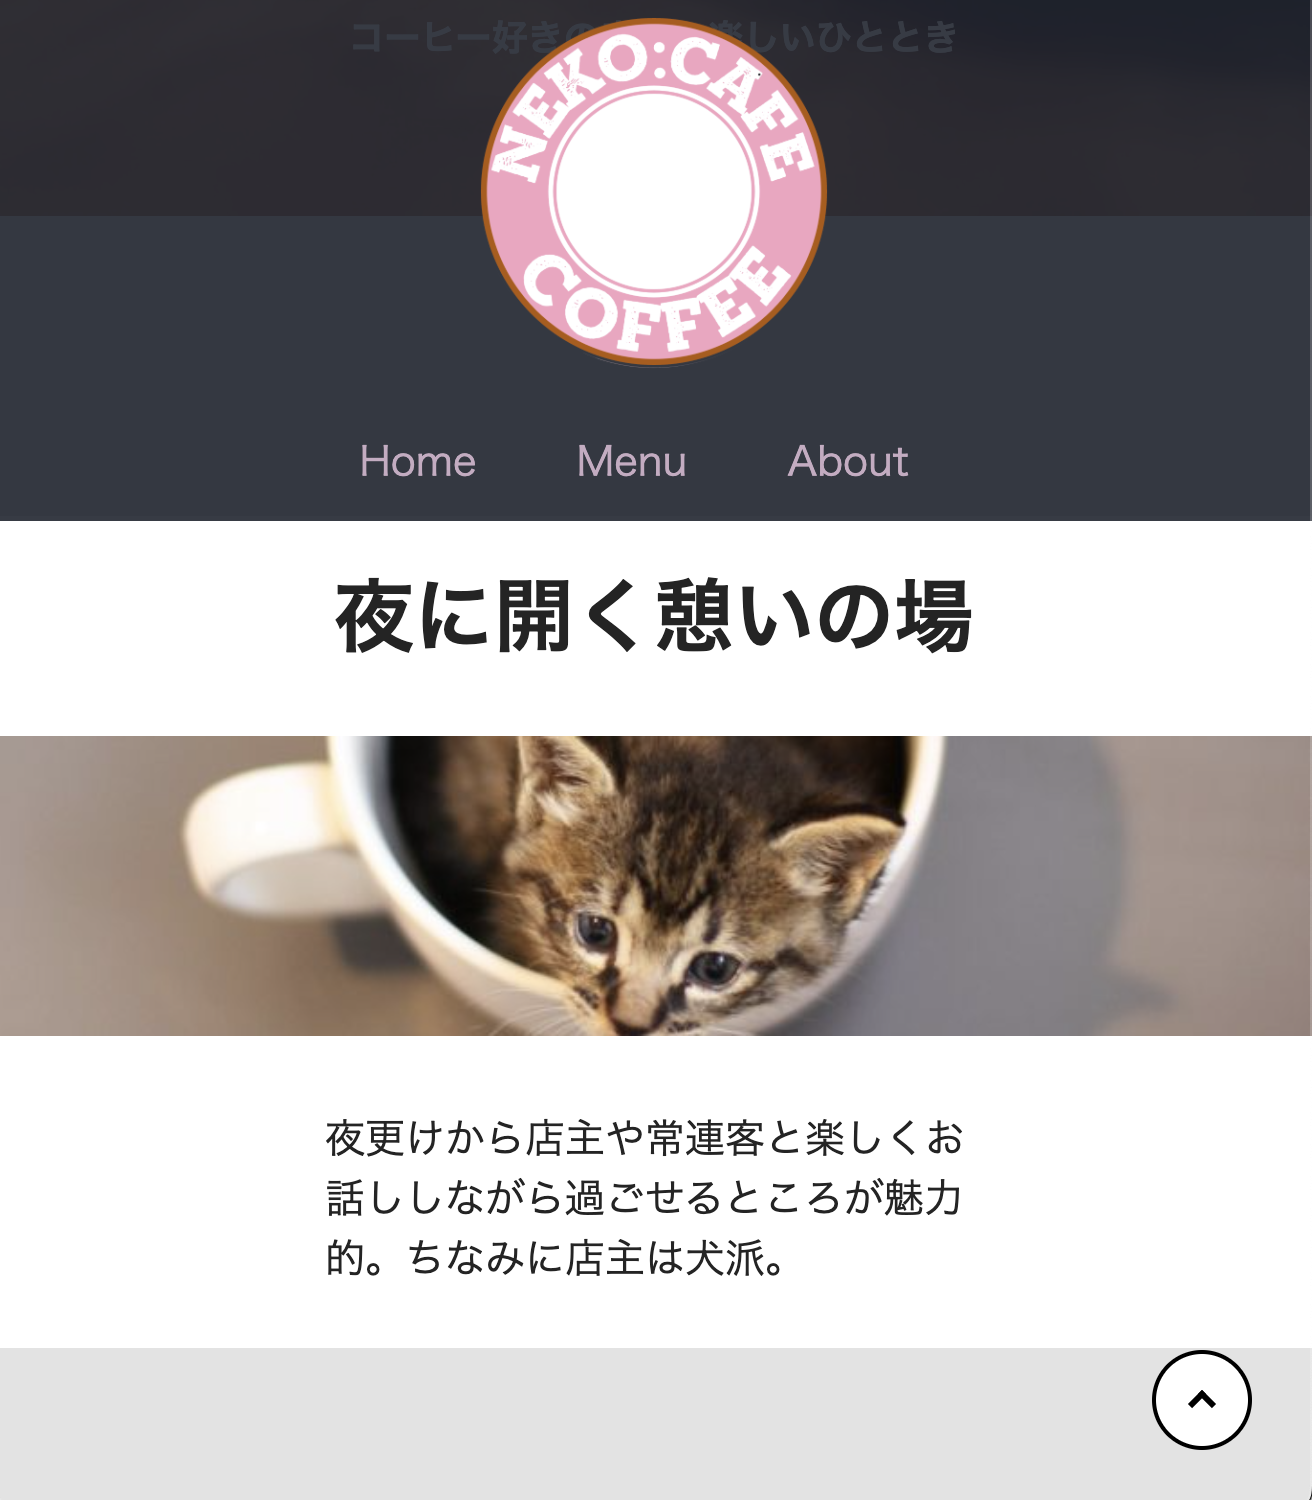 コーヒー好きの
楽しいひととき
NEKO:CAFE
COFFEE
Home Menu About
夜に開く憩いの場
夜更けから店主や常連客と楽しくお
話ししながら過ごせるところが魅力
的。ちなみに店主は犬派。